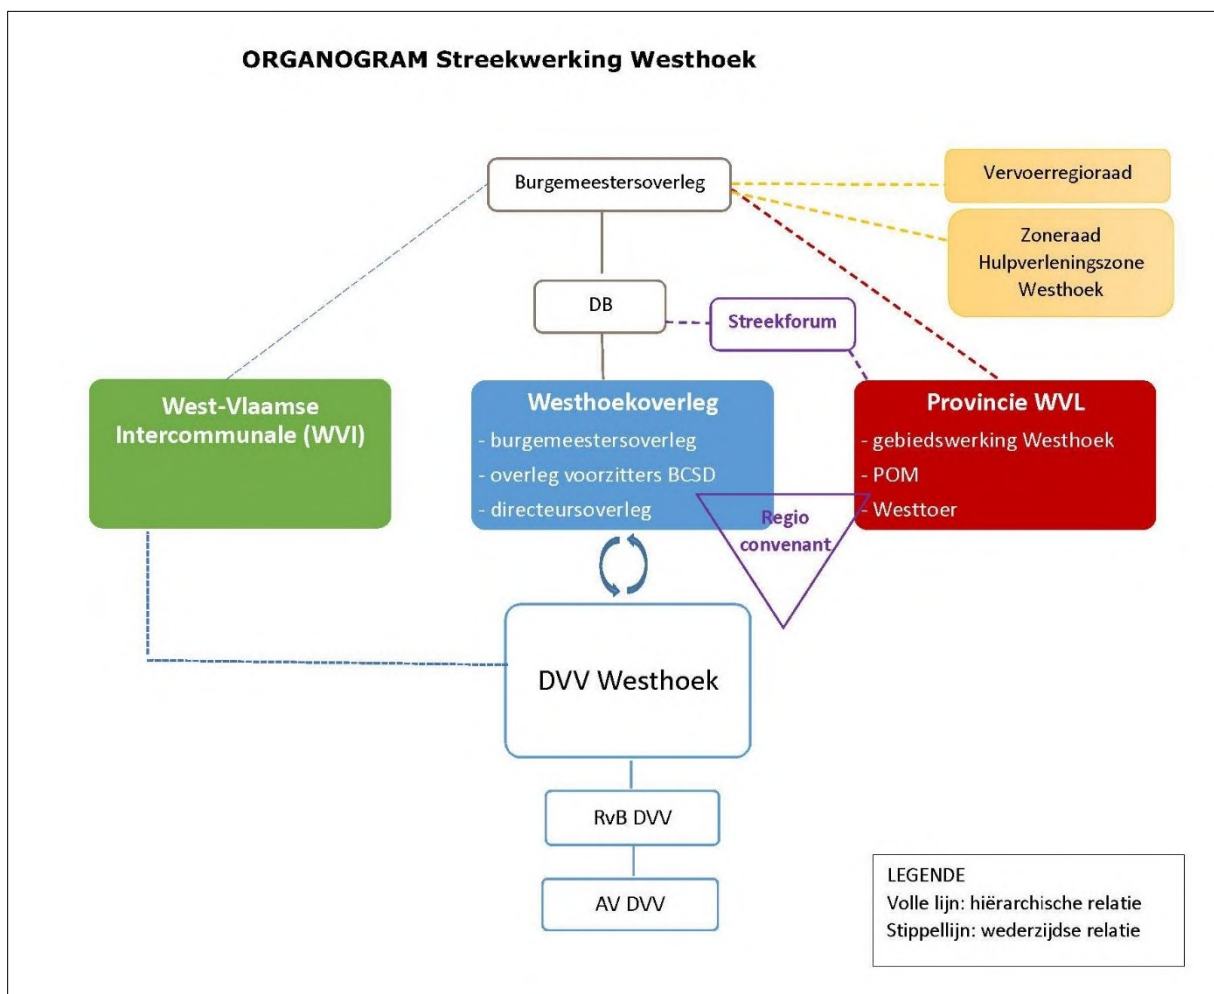 ORGANOGRAM Streekwerking Westhoek
Burgemeestersoverleg
Vervoerregioraad
Zoneraad
Hulpverleningszone
Westhoek
DB
Streekforum
West-Vlaamse
Intercommunale (WVI)
Westhoekoverleg
- burgemeestersoverleg
- overleg voorzitters BCSD
- directeursoverleg
Provincie WVL
- gebiedswerking Westhoek
- POM
- Westtoer
Regio
convenant
DVV Westhoek
RvB DVV
AV DVV
LEGENDE
Volle lijn: hiërarchische relatie
Stippellijn: wederzijdse relatie